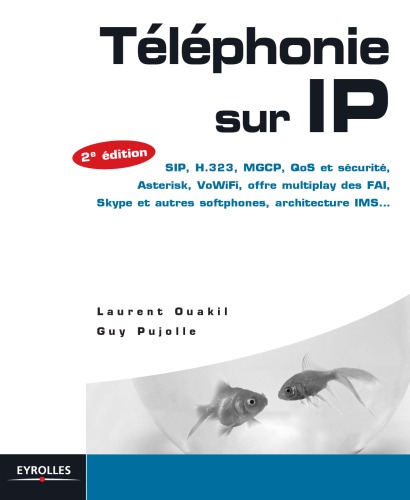 Téléphonie
sur IP
2e édition
SIP, H.323, MGCP, QoS et sécurité,
Asterisk, VoWiFi, offre multiplay des FAI,
Skype et autres softphones, architecture IMS...
Laurent Ouakil
Guy Pujolle
EYROLLES